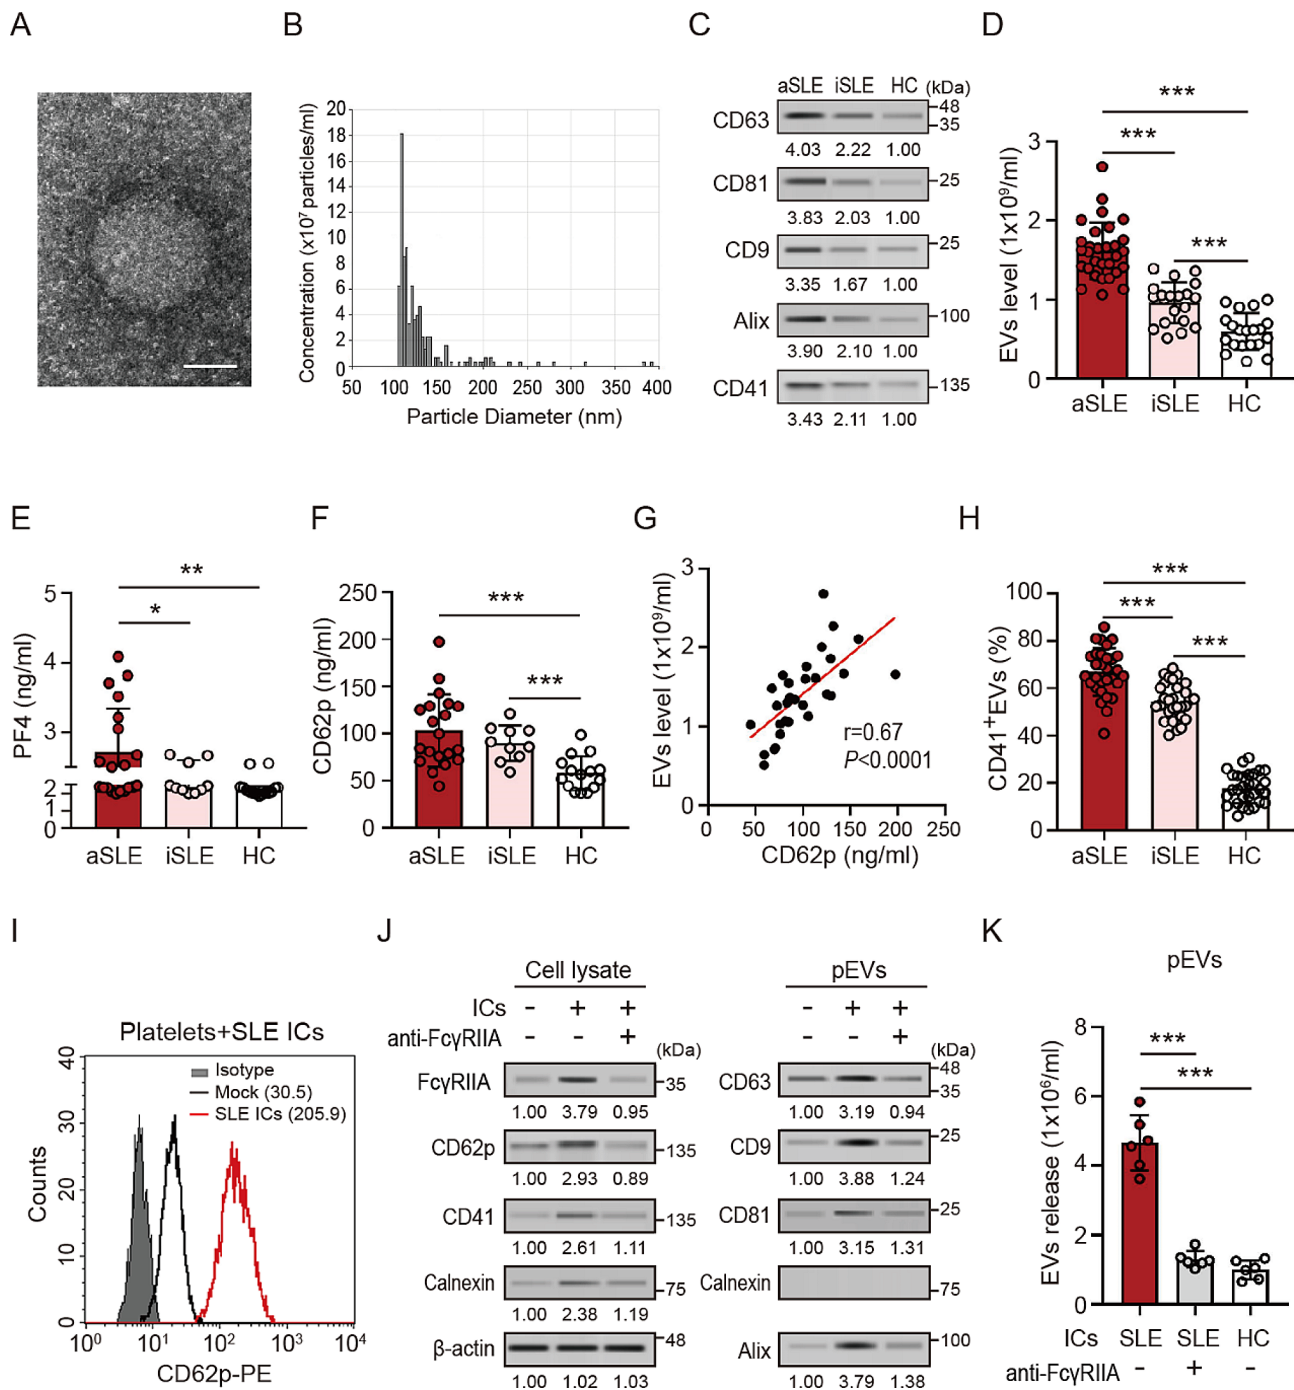 A
B
Concentration (x10⁷ particles/ml)
20
18
16
14
12
10
8
6
4
2
0
50 100 150 200 250 300 350 400
Particle Diameter (nm)
C
aSLE iSLE HC (kDa)
CD63
48
35
4.03 2.22 1.00
CD81
25
3.83 2.03 1.00
CD9
25
3.35 1.67 1.00
Alix
100
3.90 2.10 1.00
CD41
135
3.43 2.11 1.00
D
EVs level (1x10⁹/ml)
3
2
1
0
***
***
***
aSLE iSLE HC
E
PF4 (ng/ml)
5
4
3
2
1
0
**
*
aSLE iSLE HC
F
CD62p (ng/ml)
250
200
150
100
50
0
***
***
aSLE iSLE HC
G
EVs level (1x10⁹/ml)
3
2
1
0
r=0.67
P<0.0001
0 50 100 150 200 250
CD62p (ng/ml)
H
CD41⁺EVs (%)
100
80
60
40
20
0
***
***
***
aSLE iSLE HC
I
Platelets+SLE ICs
Counts
40
30
20
10
0
Isotype
Mock (30.5)
SLE ICs (205.9)
10⁰ 10¹ 10² 10³ 10⁴
CD62p-PE
J
Cell lysate
ICs - + +
anti-FcγRIIA - - +
(kDa)
FcγRIIA
35
1.00 3.79 0.95
CD62p
135
1.00 2.93 0.89
CD41
135
1.00 2.61 1.11
Calnexin
75
1.00 2.38 1.19
β-actin
48
1.00 1.02 1.03
pEVs
- + +
- - +
(kDa)
CD63
48
35
1.00 3.19 0.94
CD9
25
1.00 3.88 1.24
CD81
25
1.00 3.15 1.31
Calnexin
75
Alix
100
1.00 3.79 1.38
K
pEVs
EVs release (1x10⁶/ml)
8
6
4
2
0
***
***
ICs SLE SLE HC
anti-FcγRIIA - + -